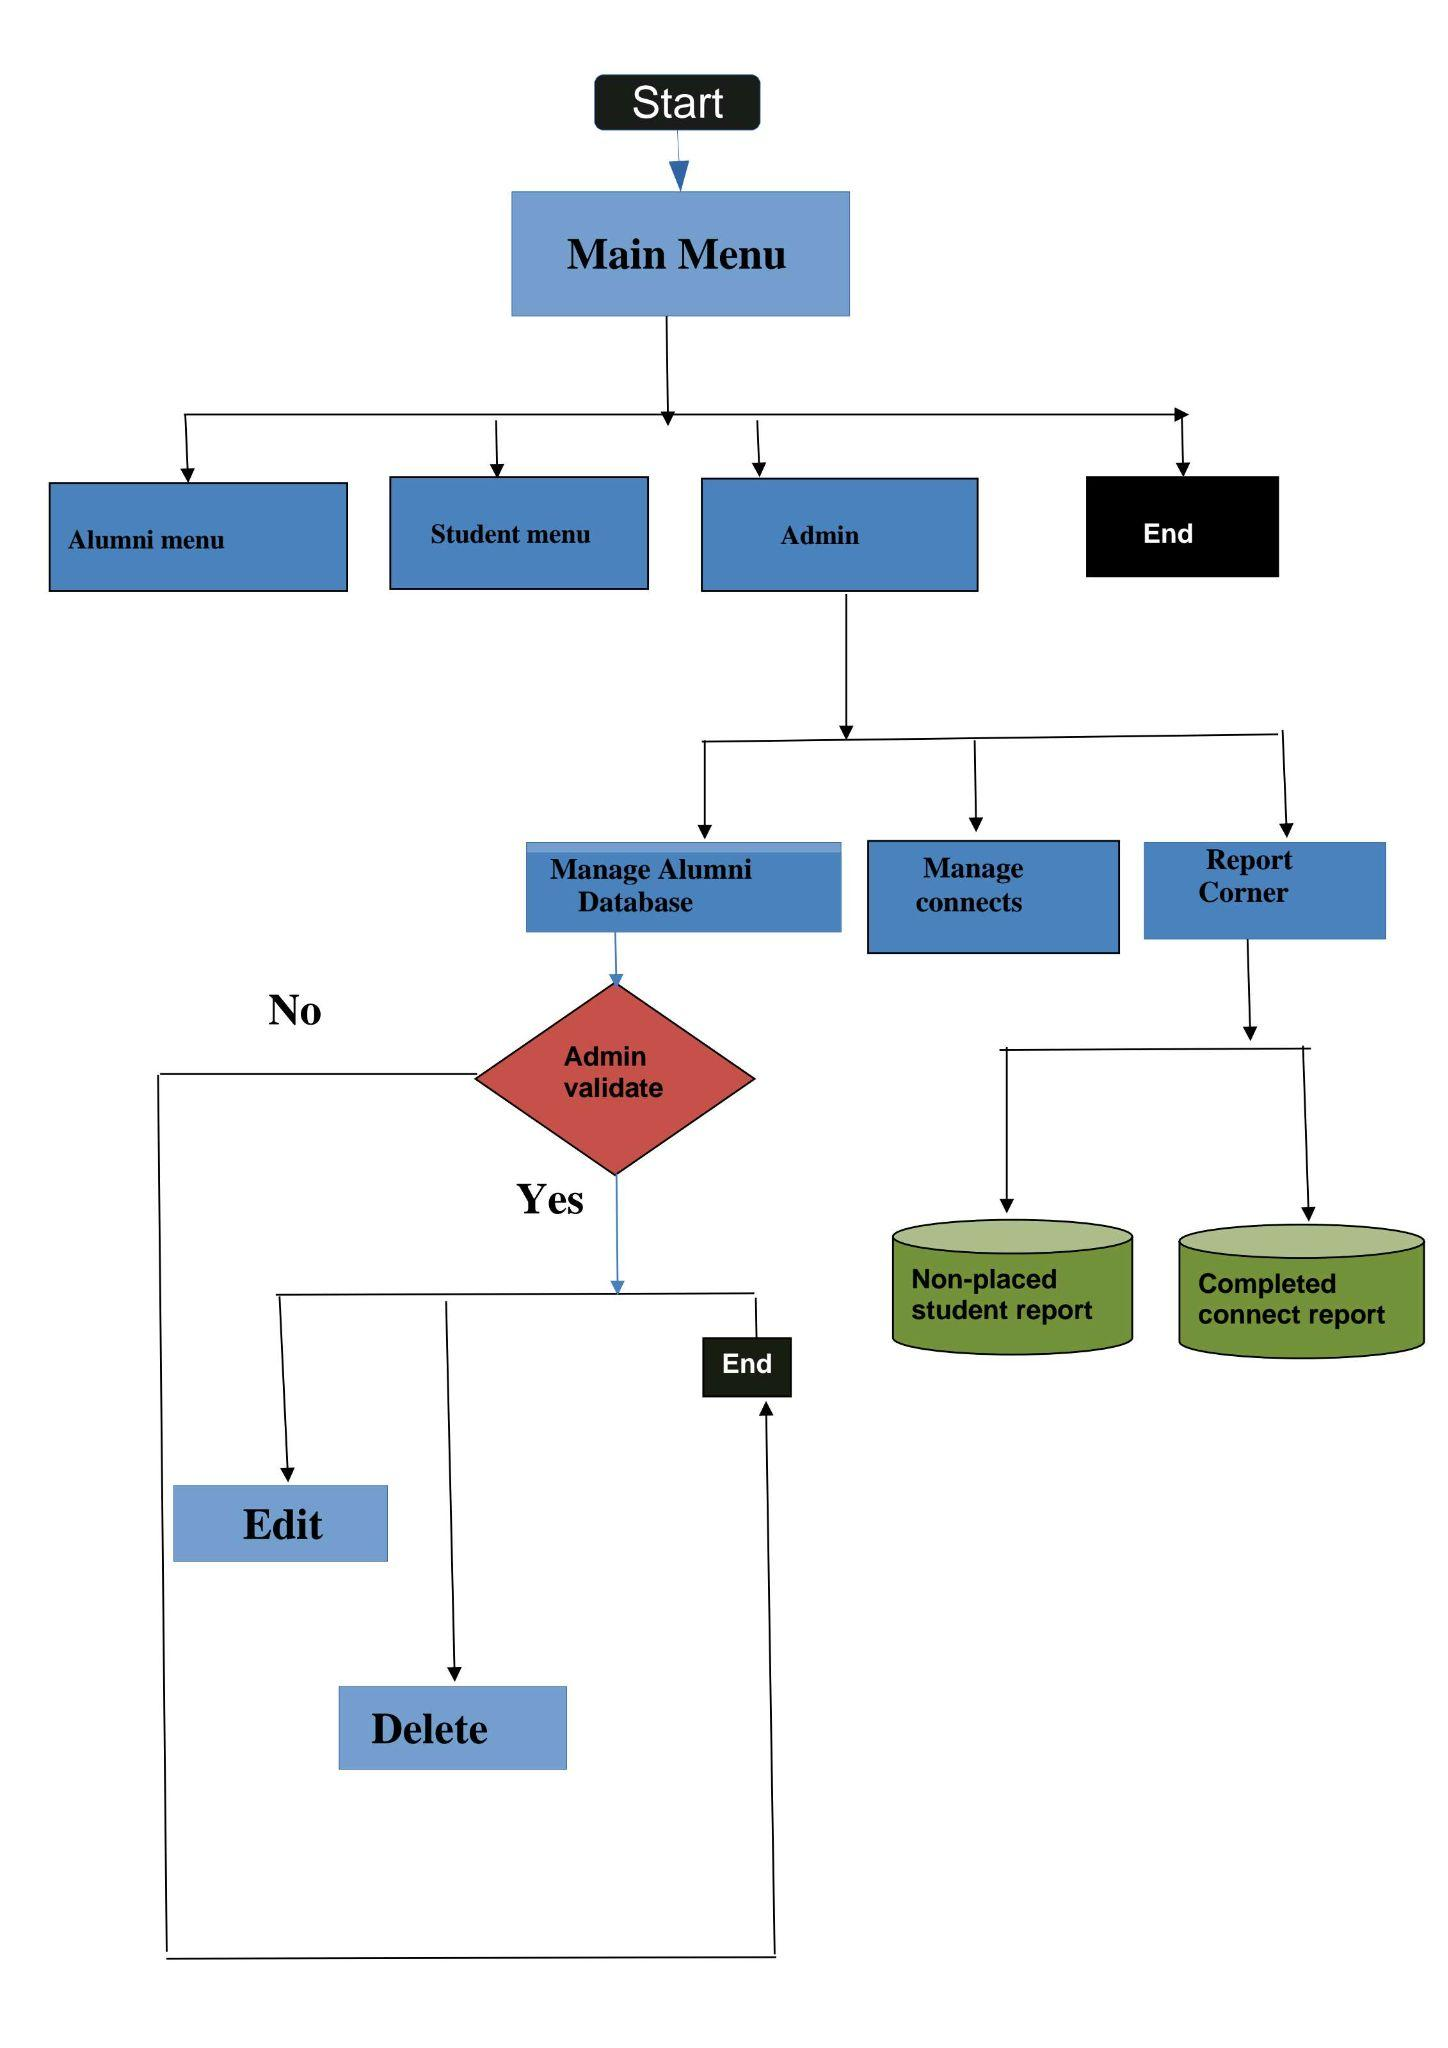 Start
Main Menu
Alumni menu
Student menu
Admin
End
Manage Alumni
Database
Manage
connects
Report
Corner
No
Admin
validate
Yes
Non-placed
student report
Completed
connect report
End
Edit
Delete